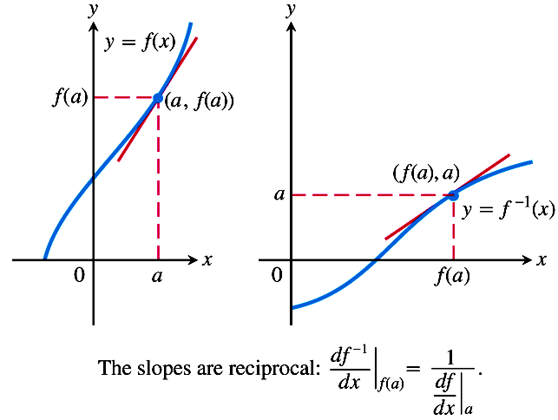 y
y = f(x)
f(a)
(a, f(a))
0
a
x
y
(f(a), a)
a
y = f⁻¹(x)
0
f(a)
x
The slopes are reciprocal: df⁻¹/dx |f(a) = 1 / (df/dx |a).